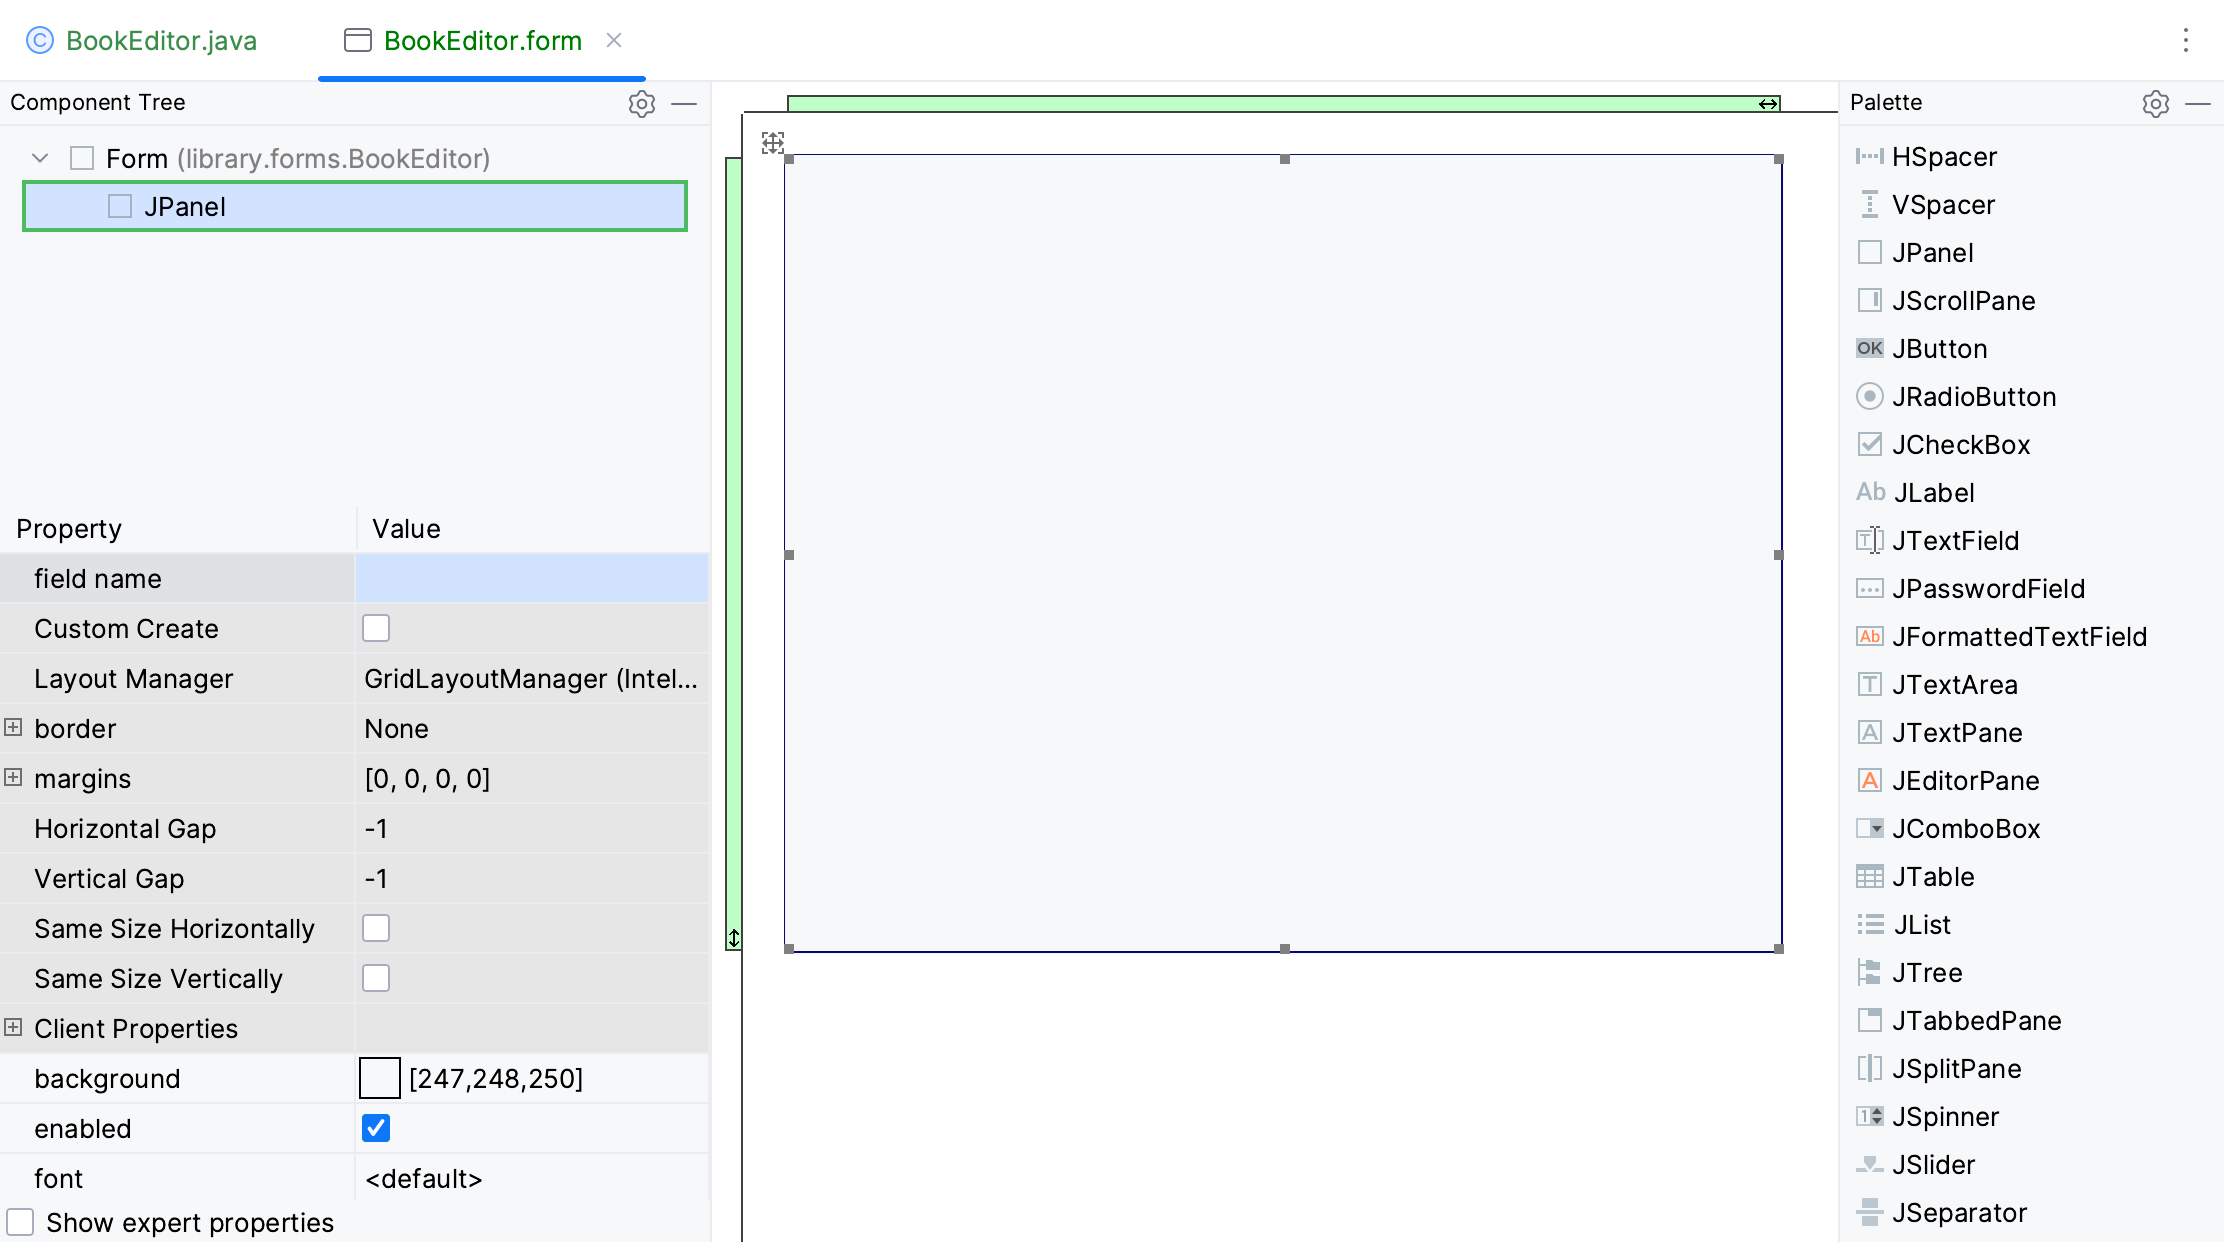 BookEditor.java
BookEditor.form
Component Tree
Form (library.forms.BookEditor)
JPanel
Property Value
field name
Custom Create
Layout Manager GridLayoutManager (Intel...
border None
margins [0, 0, 0, 0]
Horizontal Gap -1
Vertical Gap -1
Same Size Horizontally
Same Size Vertically
Client Properties
background [247,248,250]
enabled
font <default>
Show expert properties
Palette
HSpacer
VSpacer
JPanel
JScrollPane
OK JButton
JRadioButton
JCheckBox
Ab JLabel
JTextField
JPasswordField
Ab JFormattedTextField
JTextArea
JTextPane
JEditorPane
JComboBox
JTable
JList
JTree
JTabbedPane
JSplitPane
JSpinner
JSlider
JSeparator